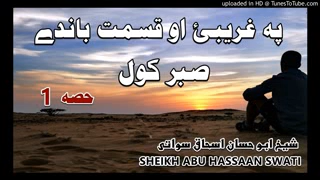 uploaded in HD @ TunesToTube.com
په غریبئ او قسمت باندے
صبر کول
حصه 1
شیخ ابو حسان اسحاق سواتی
SHEIKH ABU HASSAAN SWATI